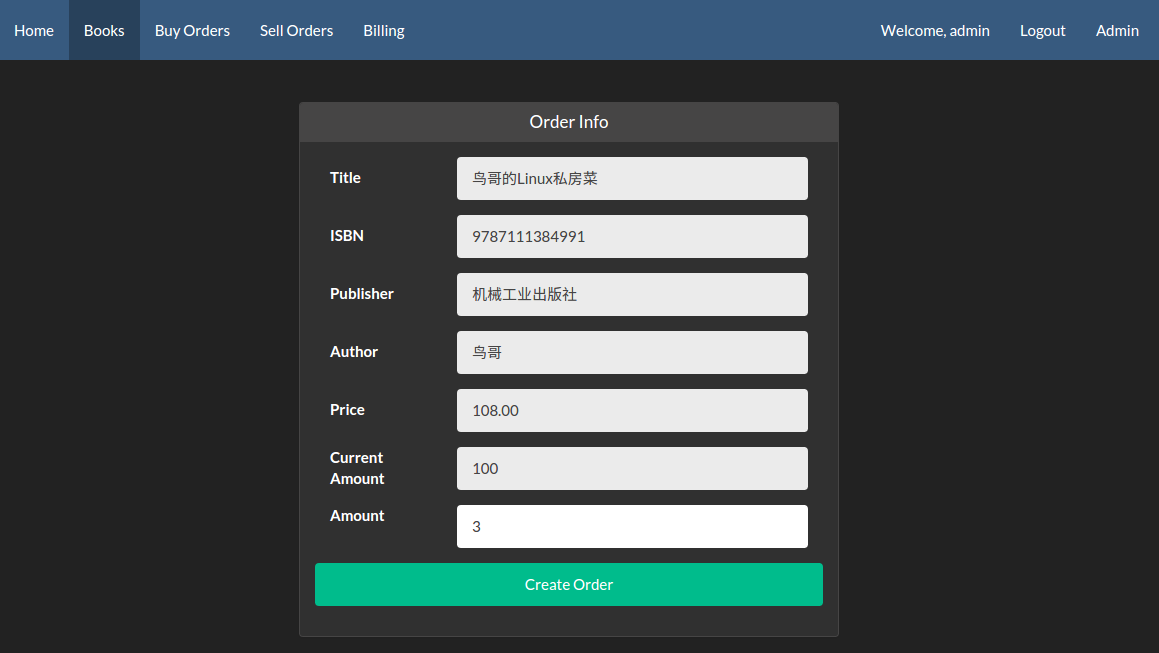 Home Books Buy Orders Sell Orders Billing Welcome, admin Logout Admin
Order Info
Title 鸟哥的Linux私房菜
ISBN 9787111384991
Publisher 机械工业出版社
Author 鸟哥
Price 108.00
Current
Amount 100
Amount 3
Create Order